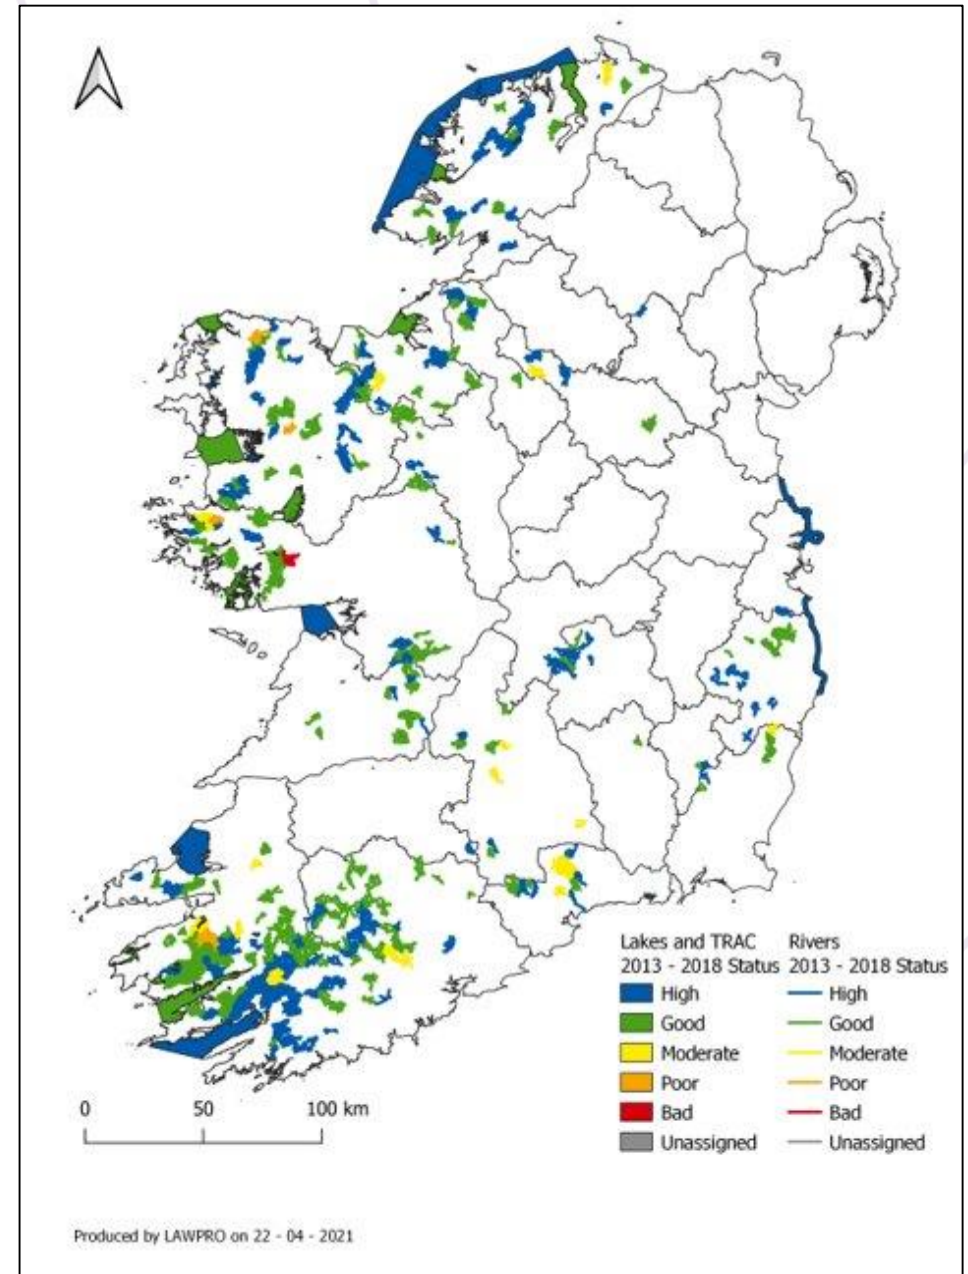 Lakes and TRAC Rivers
2013 - 2018 Status 2013 - 2018 Status
High High
Good Good
Moderate Moderate
Poor Poor
Bad Bad
Unassigned Unassigned
0 50 100 km
Produced by LAWPRO on 22 - 04 - 2021